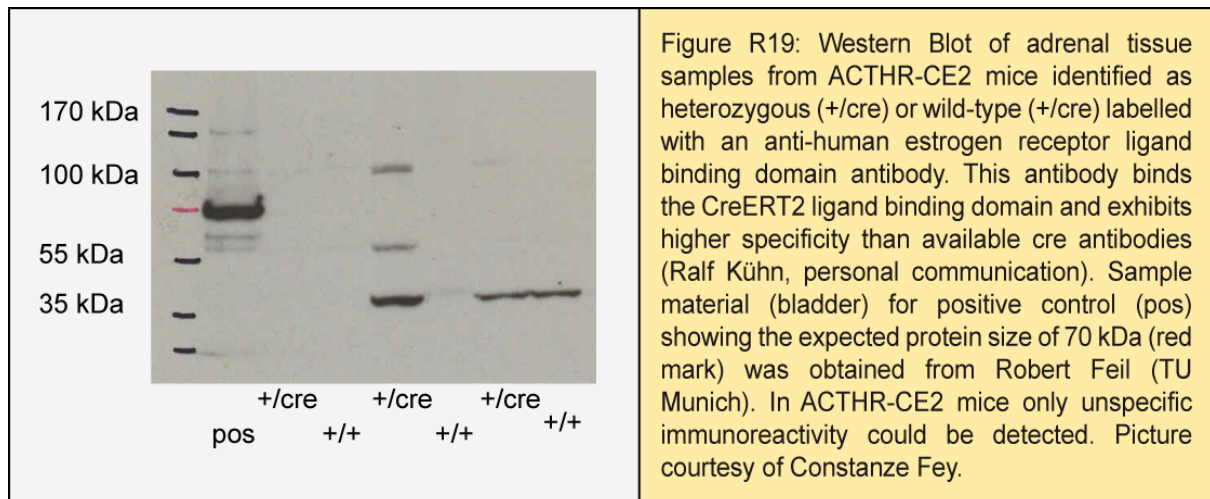 170 kDa
100 kDa
55 kDa
35 kDa
+/cre +/cre +/cre
pos +/+ +/+ +/+
Figure R19: Western Blot of adrenal tissue
samples from ACTHR-CE2 mice identified as
heterozygous (+/cre) or wild-type (+/cre) labelled
with an anti-human estrogen receptor ligand
binding domain antibody. This antibody binds
the CreERT2 ligand binding domain and exhibits
higher specificity than available cre antibodies
(Ralf Kühn, personal communication). Sample
material (bladder) for positive control (pos)
showing the expected protein size of 70 kDa (red
mark) was obtained from Robert Feil (TU
Munich). In ACTHR-CE2 mice only unspecific
immunoreactivity could be detected. Picture
courtesy of Constanze Fey.